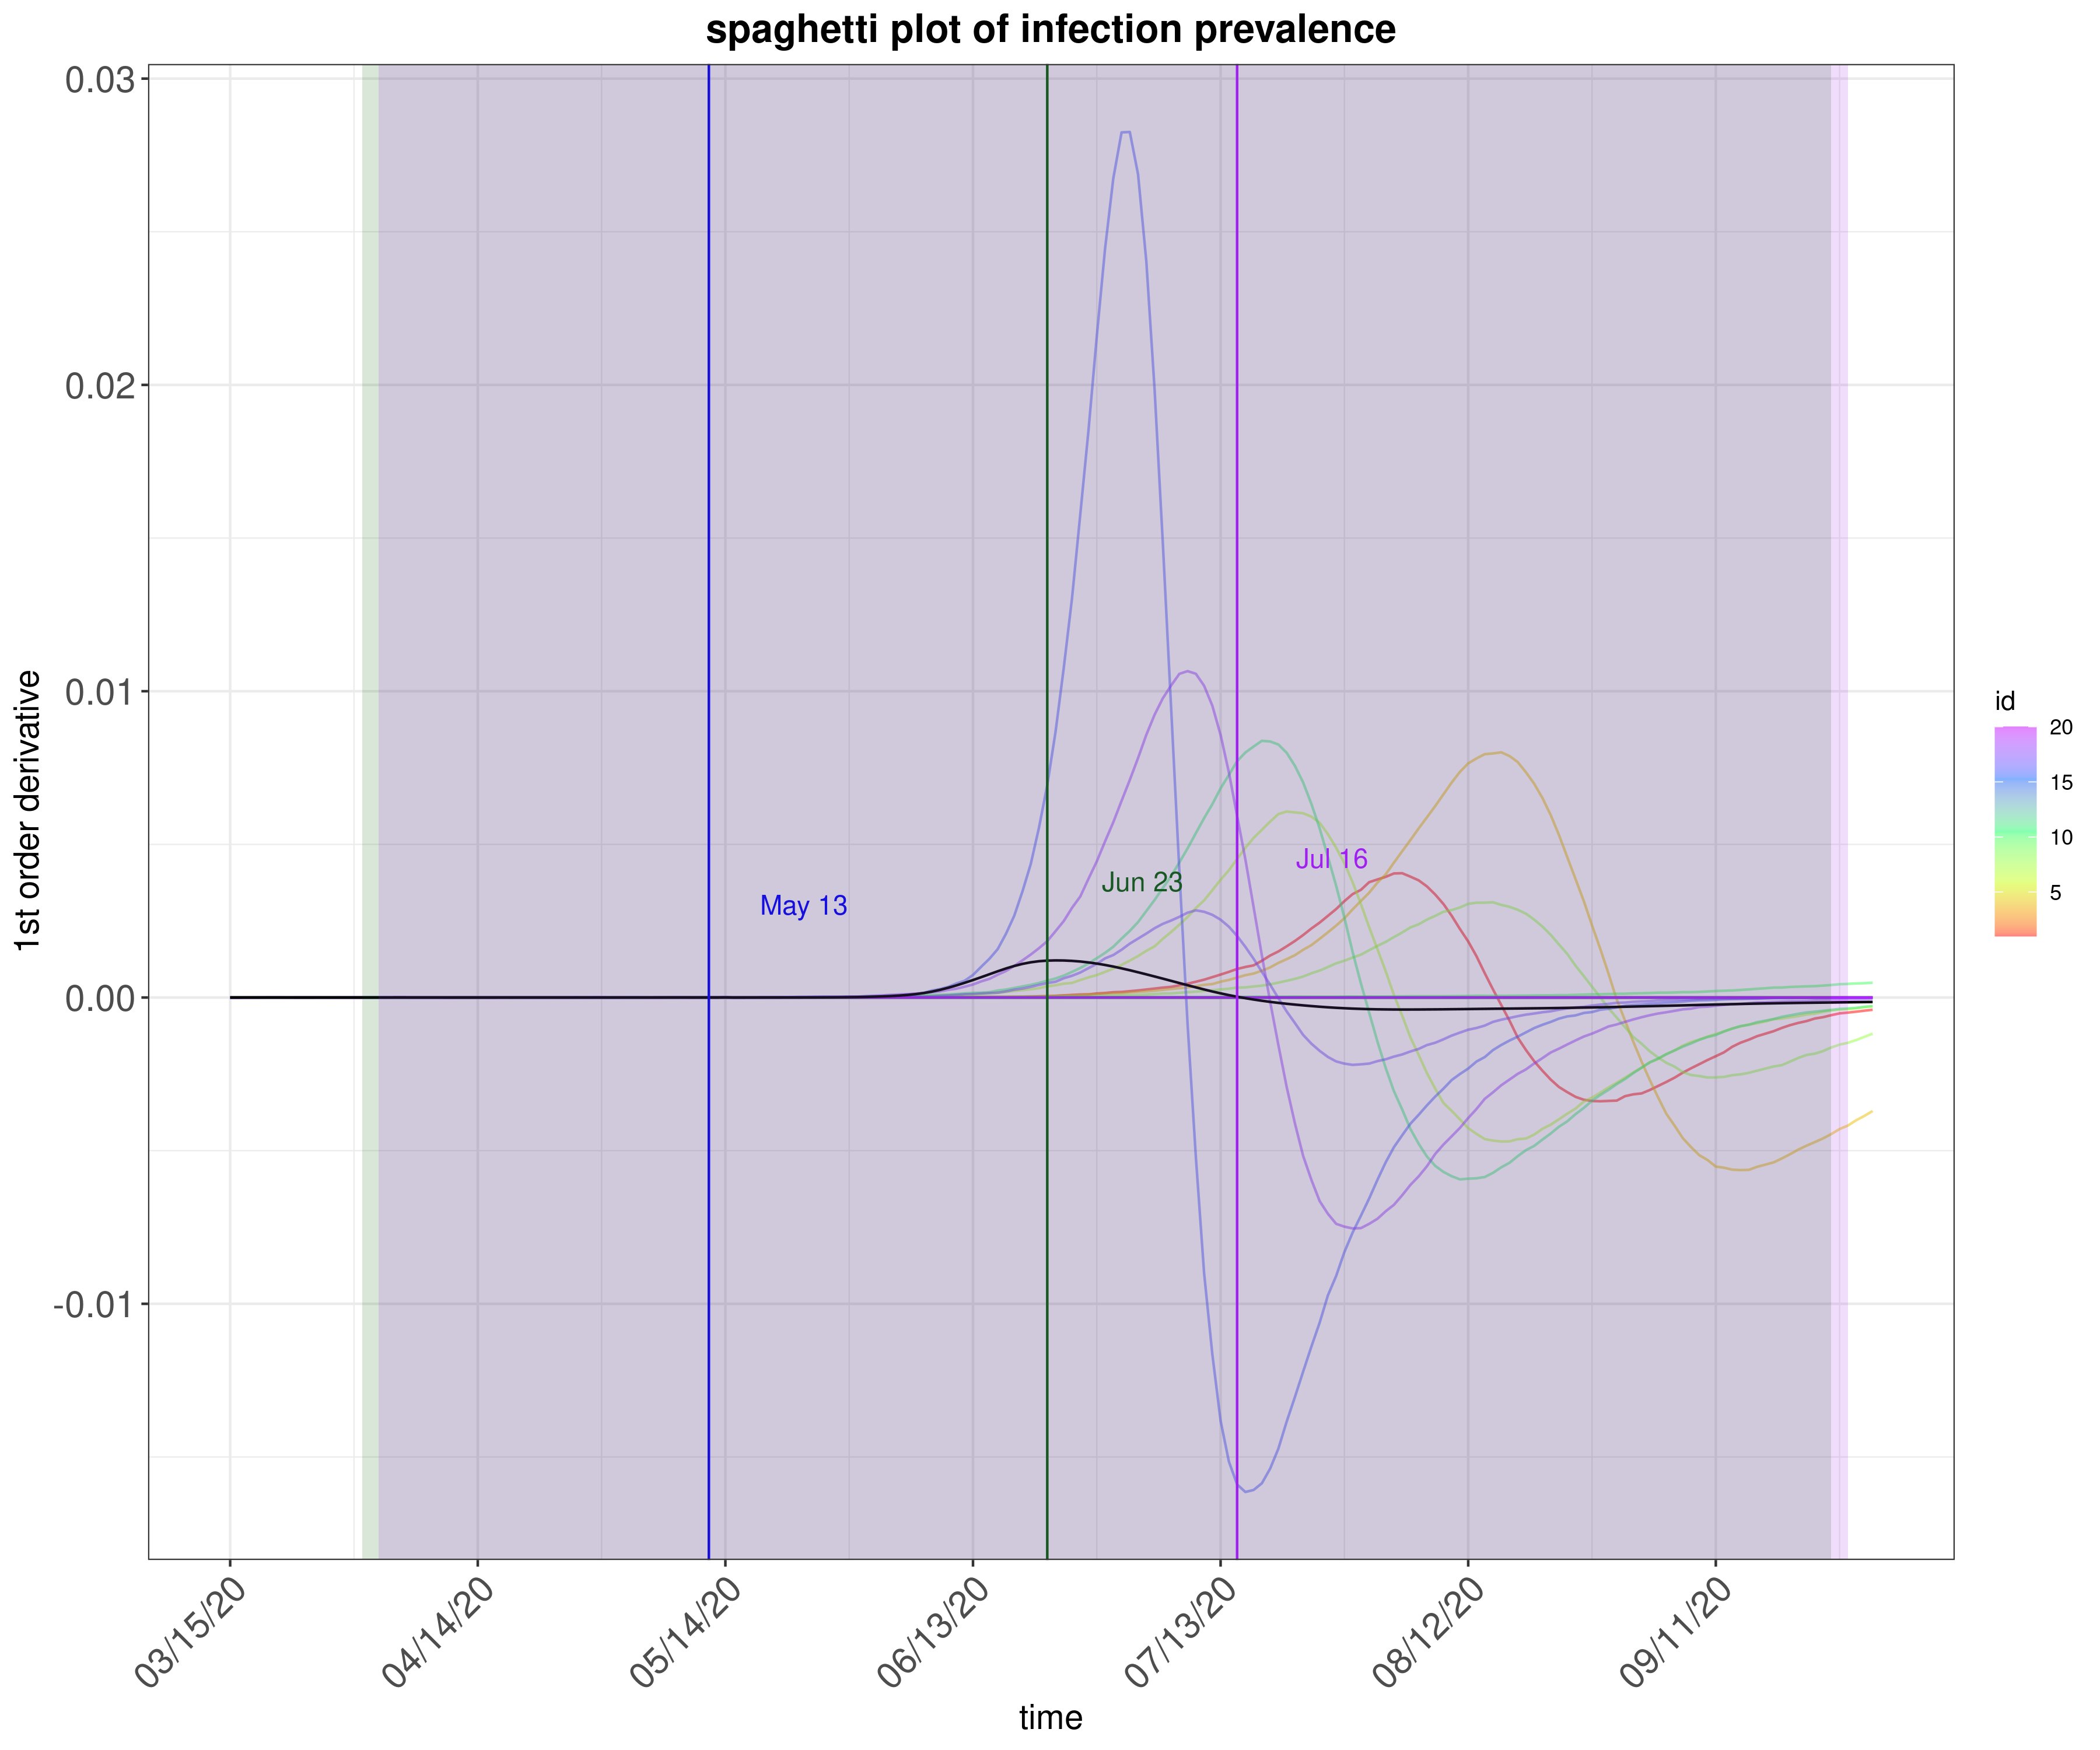 spaghetti plot of infection prevalence
0.03
0.02
0.01
0.00
-0.01
1st order derivative
May 13
Jun 23
Jul 16
03/15/20
04/14/20
05/14/20
06/13/20
07/13/20
08/12/20
09/11/20
time
id
20
15
10
5